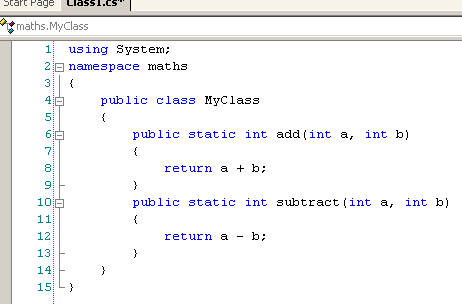 Start Page Class1.cs*
maths.MyClass
1 using System;
2 namespace maths
3 {
4 public class MyClass
5 {
6 public static int add(int a, int b)
7 {
8 return a + b;
9 }
10 public static int subtract(int a, int b)
11 {
12 return a - b;
13 }
14 }
15 }